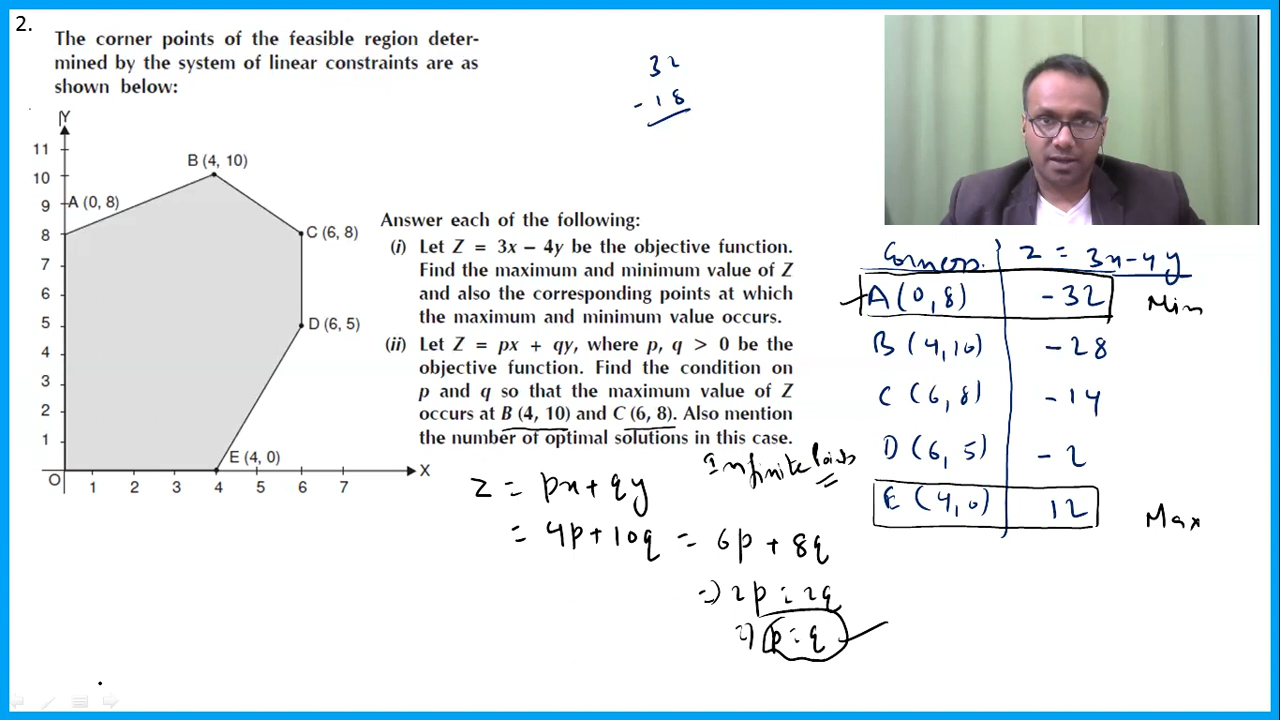 2.
The corner points of the feasible region deter-
mined by the system of linear constraints are as
shown below:
Y
11
10
9
8
7
6
5
4
3
2
1
O
1 2 3 4 5 6 7
X
A (0, 8)
B (4, 10)
C (6, 8)
D (6, 5)
E (4, 0)
32
- 18
Answer each of the following:
(i) Let Z = 3x – 4y be the objective function.
Find the maximum and minimum value of Z
and also the corresponding points at which
the maximum and minimum value occurs.
(ii) Let Z = px + qy, where p, q > 0 be the
objective function. Find the condition on
p and q so that the maximum value of Z
occurs at B (4, 10) and C (6, 8). Also mention
the number of optimal solutions in this case.
Infinite Points
Z = px + qy
= 4p + 10q = 6p + 8q
=) 2p = 2q
=) p = q
Corners. Z = 3x - 4y
A (0, 8) - 32 Min
B (4, 10) - 28
C (6, 8) - 14
D (6, 5) - 2
E (4, 0) 12 Max